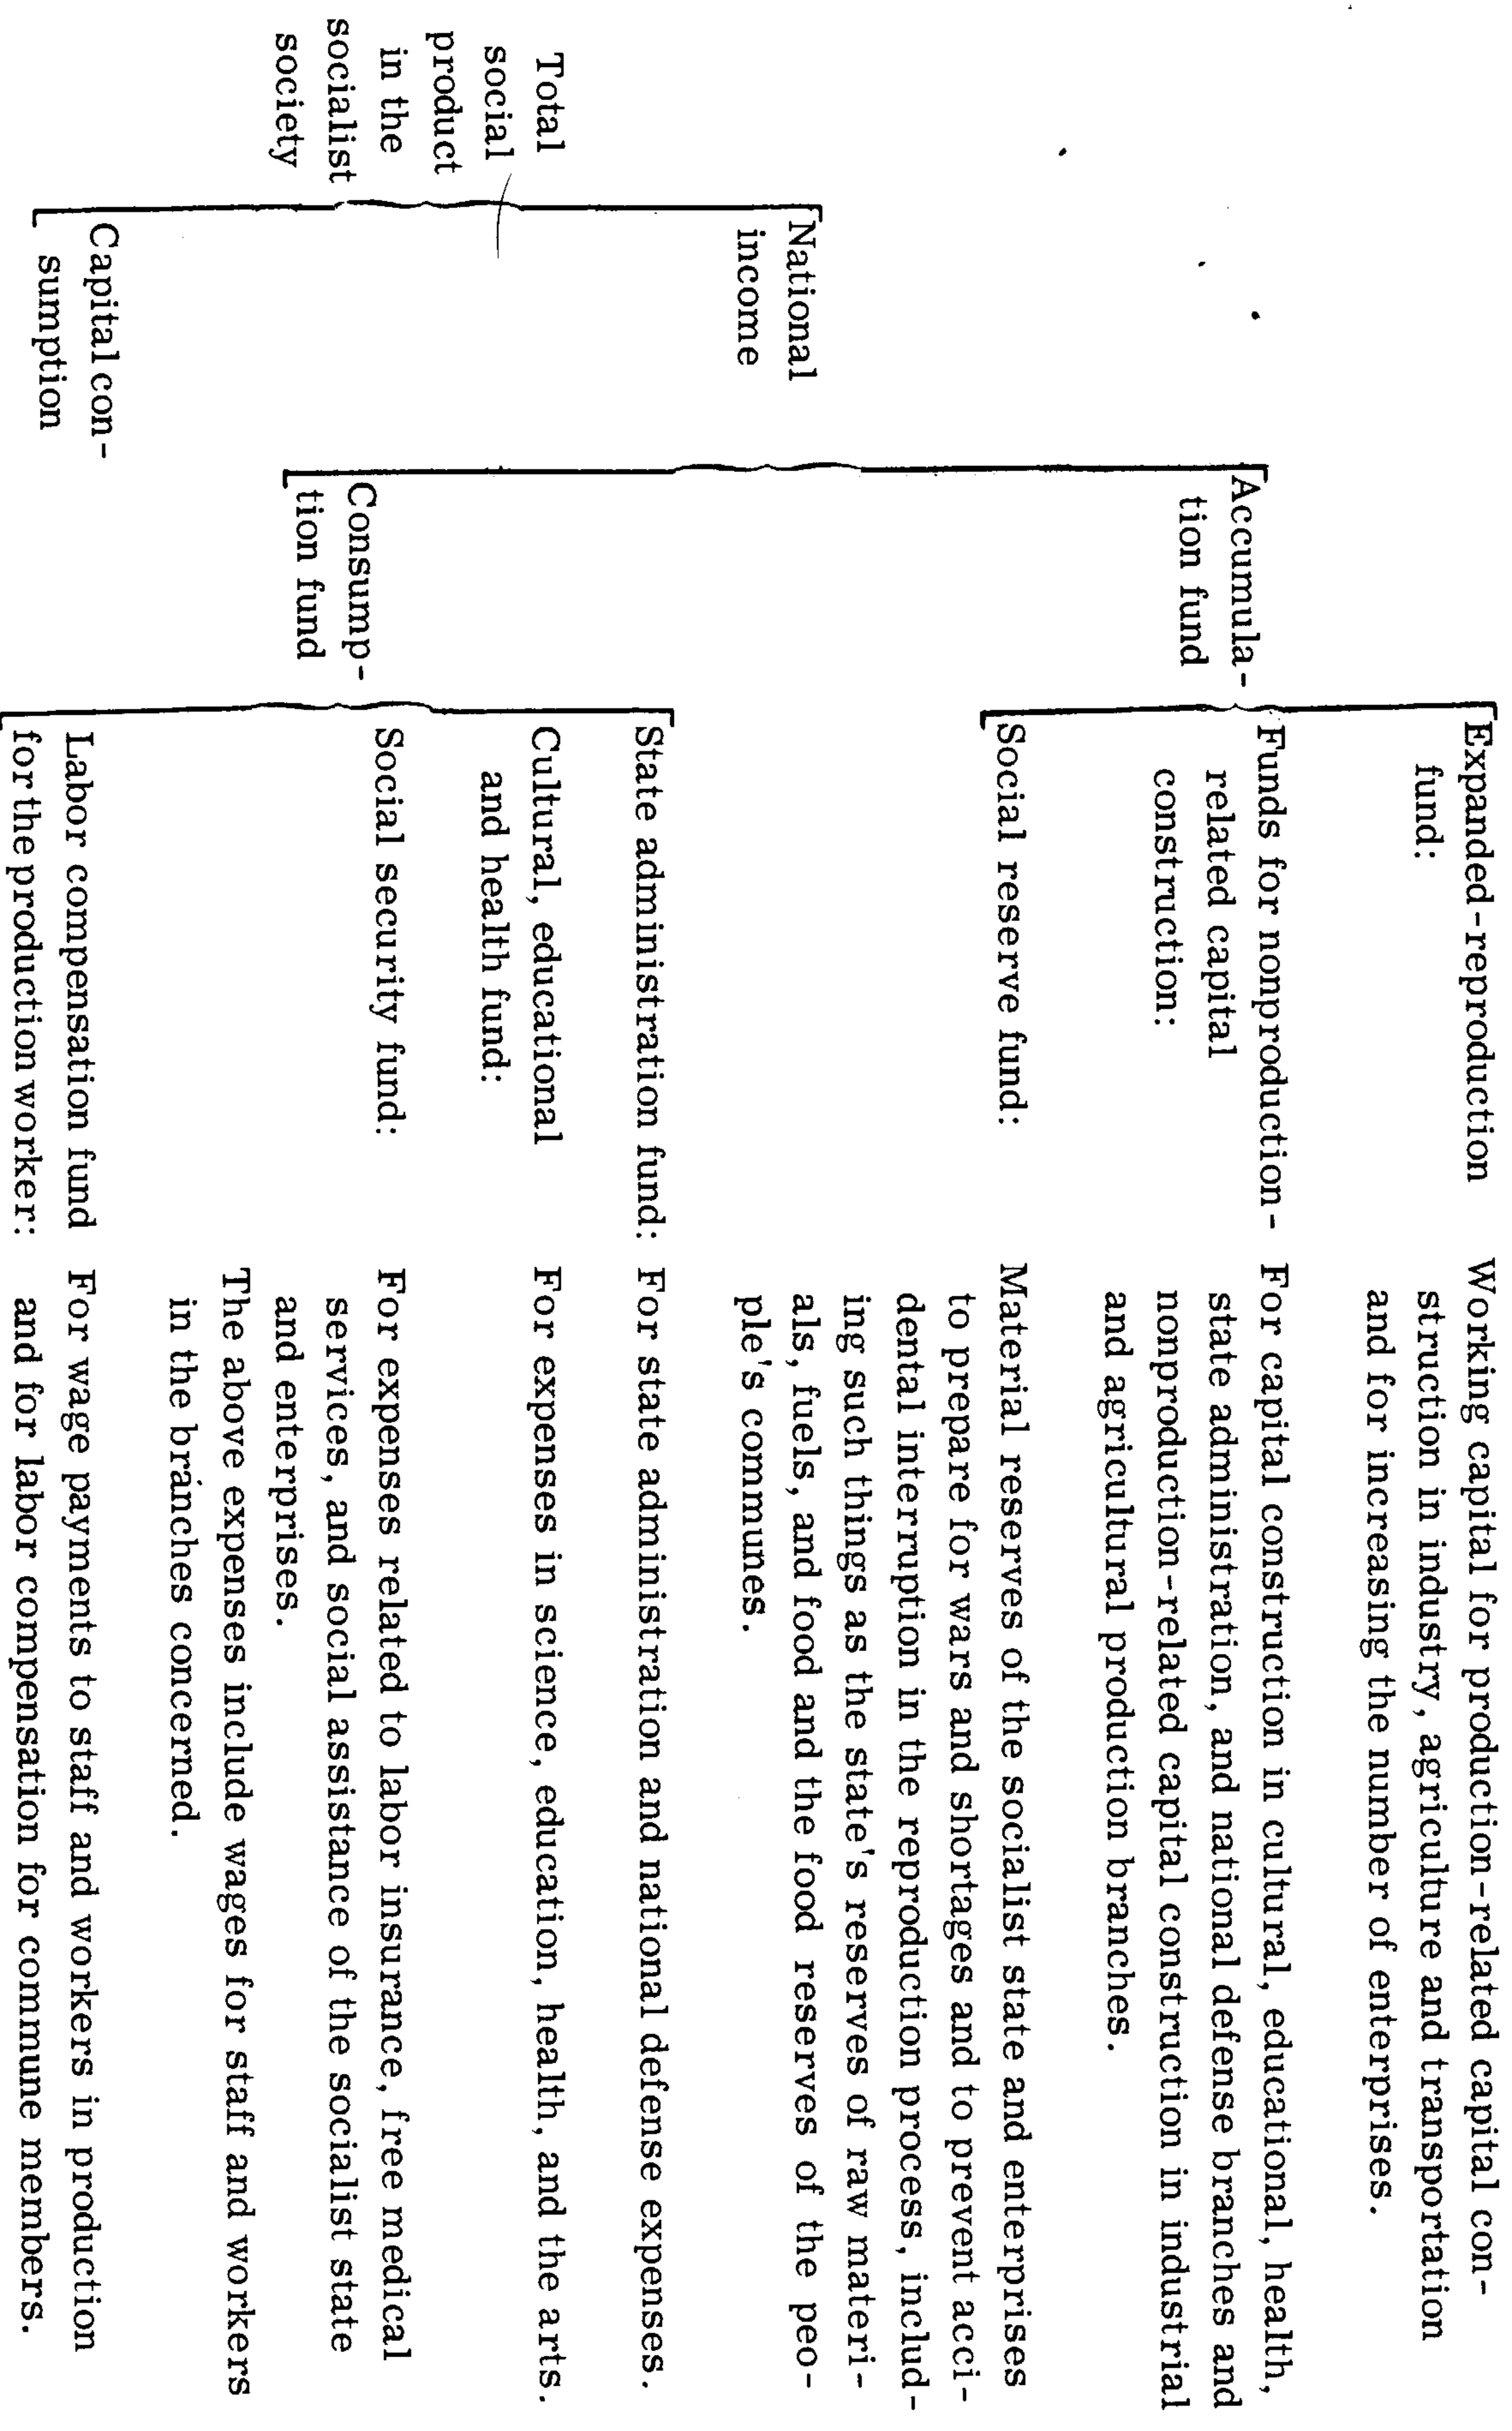 Total
social
product
in the
socialist
society
National
income
Capital con-
sumption
Accumula-
tion fund
Consump-
tion fund
Expanded-reproduction
fund:
Working capital for production-related capital con-
struction in industry, agriculture and transportation
and for increasing the number of enterprises.
Funds for nonproduction-
related capital
construction:
For capital construction in cultural, educational, health,
state administration, and national defense branches and
nonproduction-related capital construction in industrial
and agricultural production branches.
Social reserve fund:
Material reserves of the socialist state and enterprises
to prepare for wars and shortages and to prevent acci-
dental interruption in the reproduction process, includ-
ing such things as the state's reserves of raw materi-
als, fuels, and food and the food reserves of the peo-
ple's communes.
State administration fund:
For state administration and national defense expenses.
Cultural, educational
and health fund:
For expenses in science, education, health, and the arts.
Social security fund:
For expenses related to labor insurance, free medical
services, and social assistance of the socialist state
and enterprises.
The above expenses include wages for staff and workers
in the branches concerned.
Labor compensation fund
for the production worker:
For wage payments to staff and workers in production
and for labor compensation for commune members.